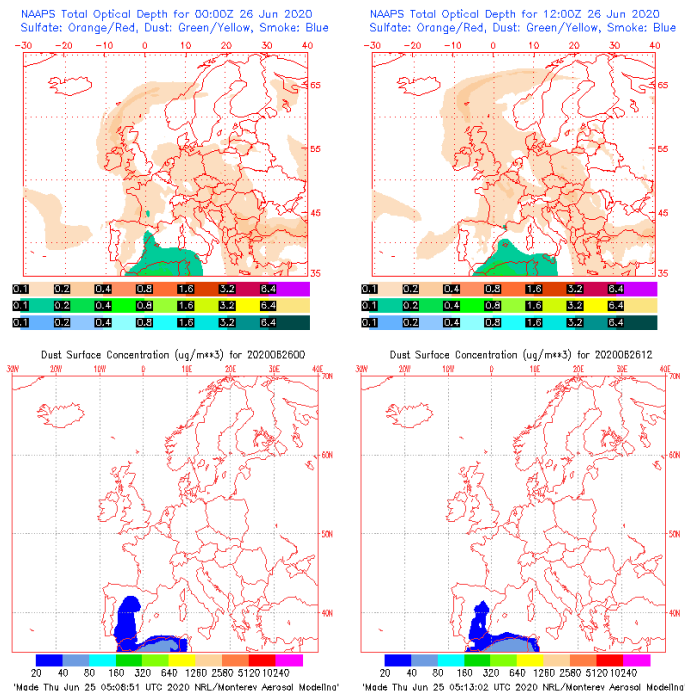 NAAPS Total Optical Depth for 00:00Z 26 Jun 2020
Sulfate: Orange/Red, Dust: Green/Yellow, Smoke: Blue
-30 -20 -10 0 10 20 30 40
65
55
45
35
0.1 0.2 0.4 0.8 1.6 3.2 6.4
0.1 0.2 0.4 0.8 1.6 3.2 6.4
0.1 0.2 0.4 0.8 1.6 3.2 6.4
NAAPS Total Optical Depth for 12:00Z 26 Jun 2020
Sulfate: Orange/Red, Dust: Green/Yellow, Smoke: Blue
-30 -20 -10 0 10 20 30 40
65
55
45
35
0.1 0.2 0.4 0.8 1.6 3.2 6.4
0.1 0.2 0.4 0.8 1.6 3.2 6.4
0.1 0.2 0.4 0.8 1.6 3.2 6.4
Dust Surface Concentration (ug/m**3) for 2020062600
30W 20W 10W 0 10E 20E 30E 40E
70N
60N
50N
40N
20 40 80 160 320 640 1280 2580 5120 10240
'Made Thu Jun 25 05:08:51 UTC 2020 NRL/Monterey Aerosol Modeling'
Dust Surface Concentration (ug/m**3) for 2020062612
30W 20W 10W 0 10E 20E 30E 40E
70N
60N
50N
40N
20 40 80 160 320 640 1280 2580 5120 10240
'Made Thu Jun 25 05:13:02 UTC 2020 NRL/Monterey Aerosol Modeling'